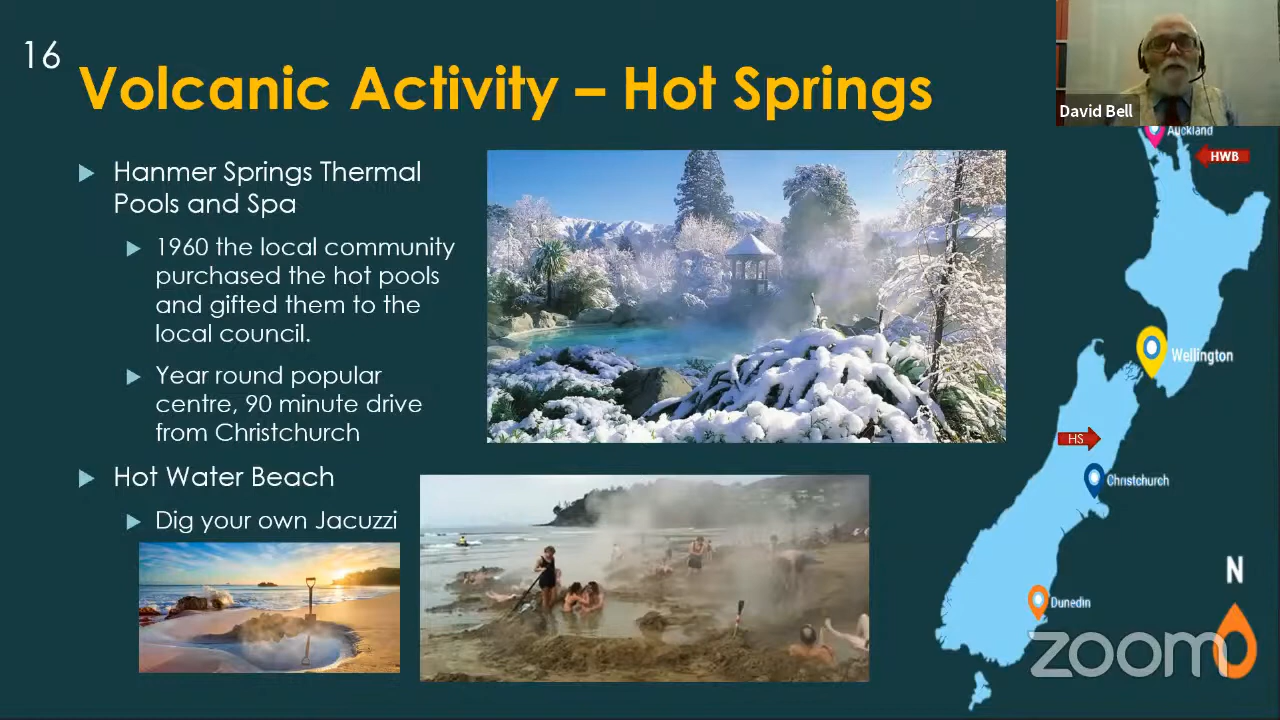 16
Volcanic Activity – Hot Springs
David Bell
Auckland
HWB
Hanmer Springs Thermal
Pools and Spa
1960 the local community
purchased the hot pools
and gifted them to the
local council.
Year round popular
centre, 90 minute drive
from Christchurch
Hot Water Beach
Dig your own Jacuzzi
Wellington
HS
Christchurch
N
Dunedin
zoom